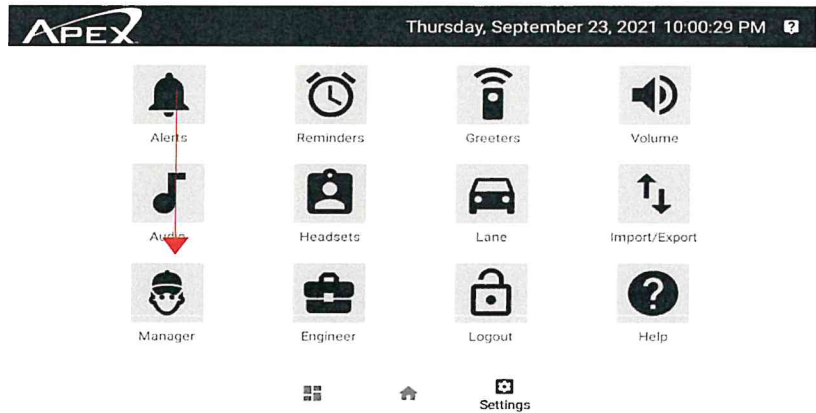 APEX
Thursday, September 23, 2021 10:00:29 PM ?
Alerts Reminders Greeters Volume
Audio Headsets Lane Import/Export
Manager Engineer Logout Help
Settings